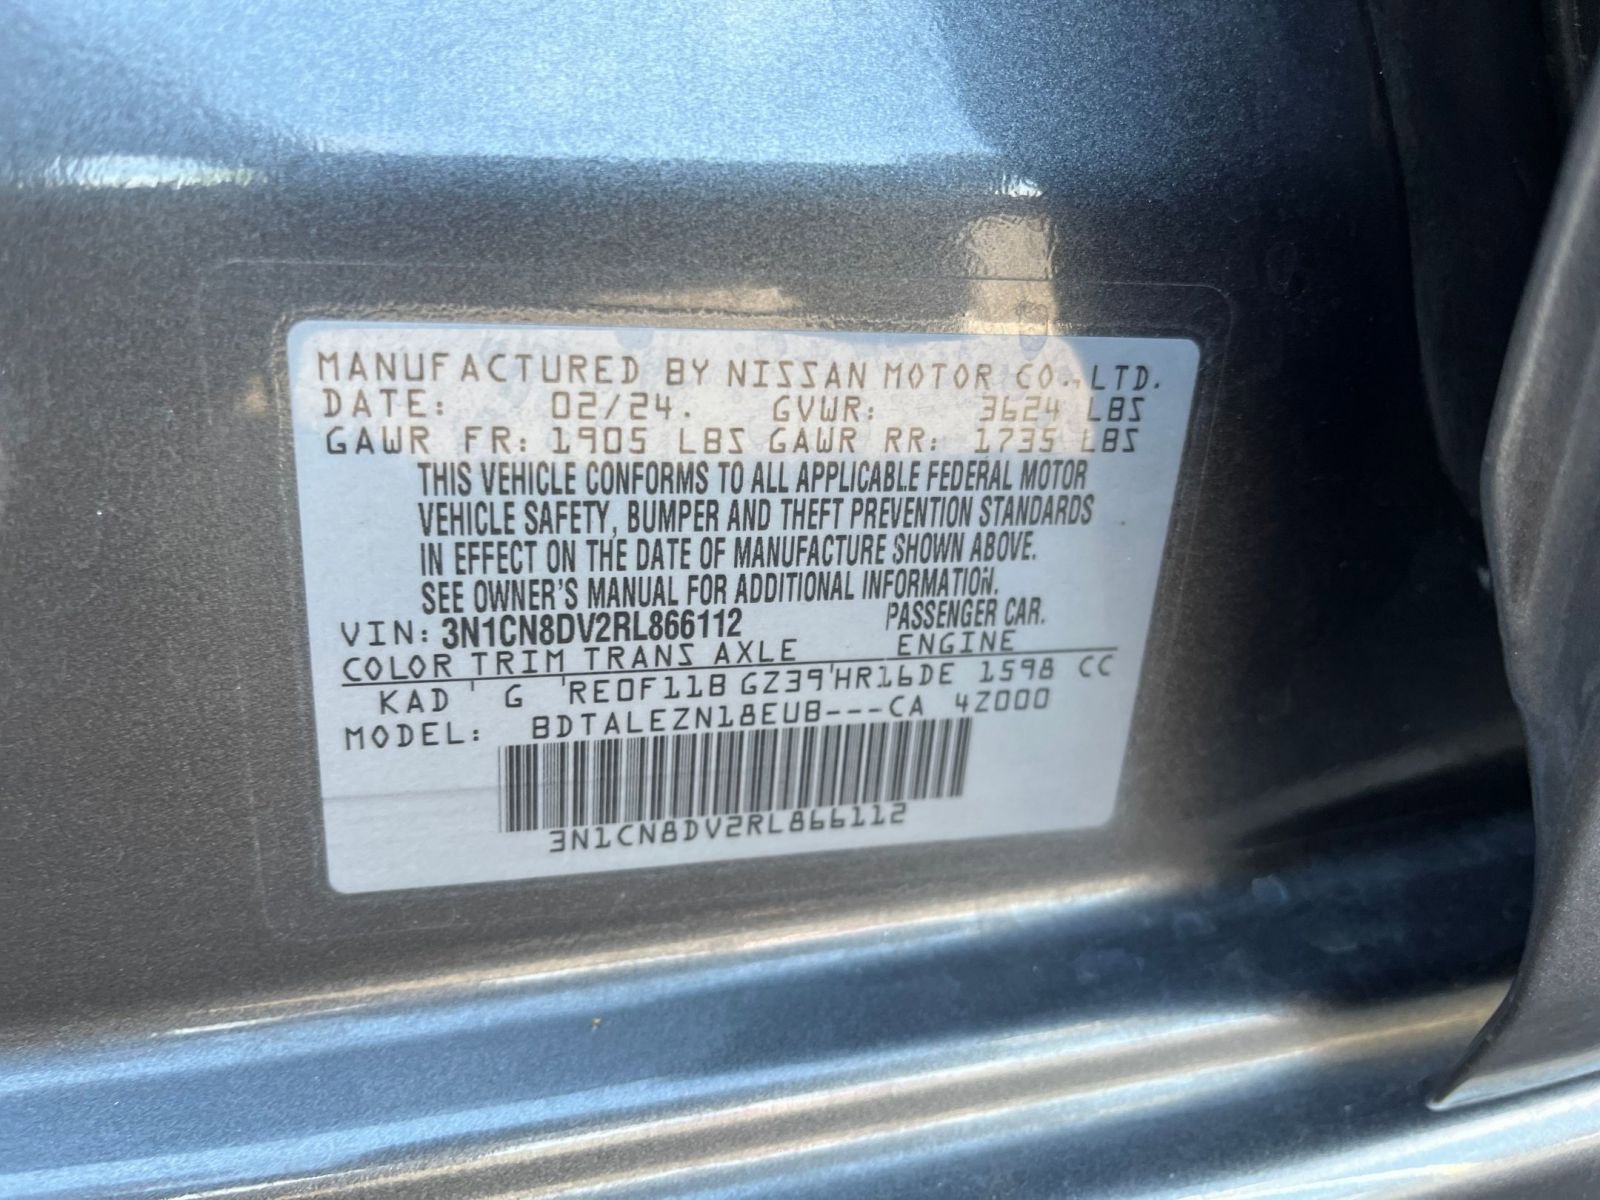 MANUFACTURED BY NISSAN MOTOR CO., LTD.
DATE: 02/24. GVWR: 3624 LBS
GAWR FR: 1905 LBS GAWR RR: 1735 LBS
THIS VEHICLE CONFORMS TO ALL APPLICABLE FEDERAL MOTOR
VEHICLE SAFETY, BUMPER AND THEFT PREVENTION STANDARDS
IN EFFECT ON THE DATE OF MANUFACTURE SHOWN ABOVE.
SEE OWNER'S MANUAL FOR ADDITIONAL INFORMATION.
VIN: 3N1CN8DV2RL866112 PASSENGER CAR.
COLOR TRIM TRANS AXLE ENGINE
KAD ' G 'RE0F11B GZ39'HR16DE 1598 CC
MODEL: BDTALEZN18EUB---CA 4Z000
3N1CN8DV2RL866112